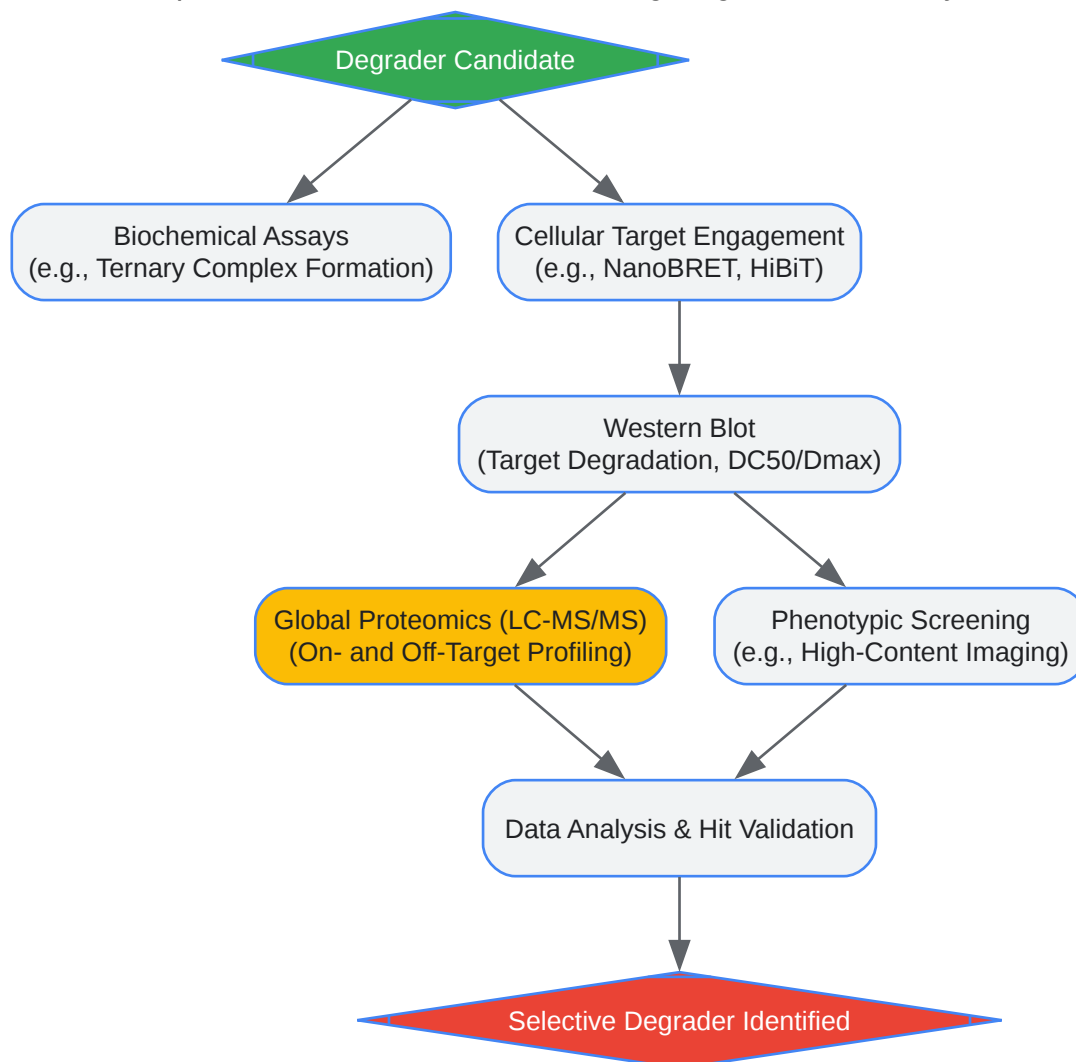 Degrader Candidate
Biochemical Assays
(e.g., Ternary Complex Formation)
Cellular Target Engagement
(e.g., NanoBRET, HiBiT)
Western Blot
(Target Degradation, DC50/Dmax)
Global Proteomics (LC-MS/MS)
(On- and Off-Target Profiling)
Phenotypic Screening
(e.g., High-Content Imaging)
Data Analysis & Hit Validation
Selective Degrader Identified